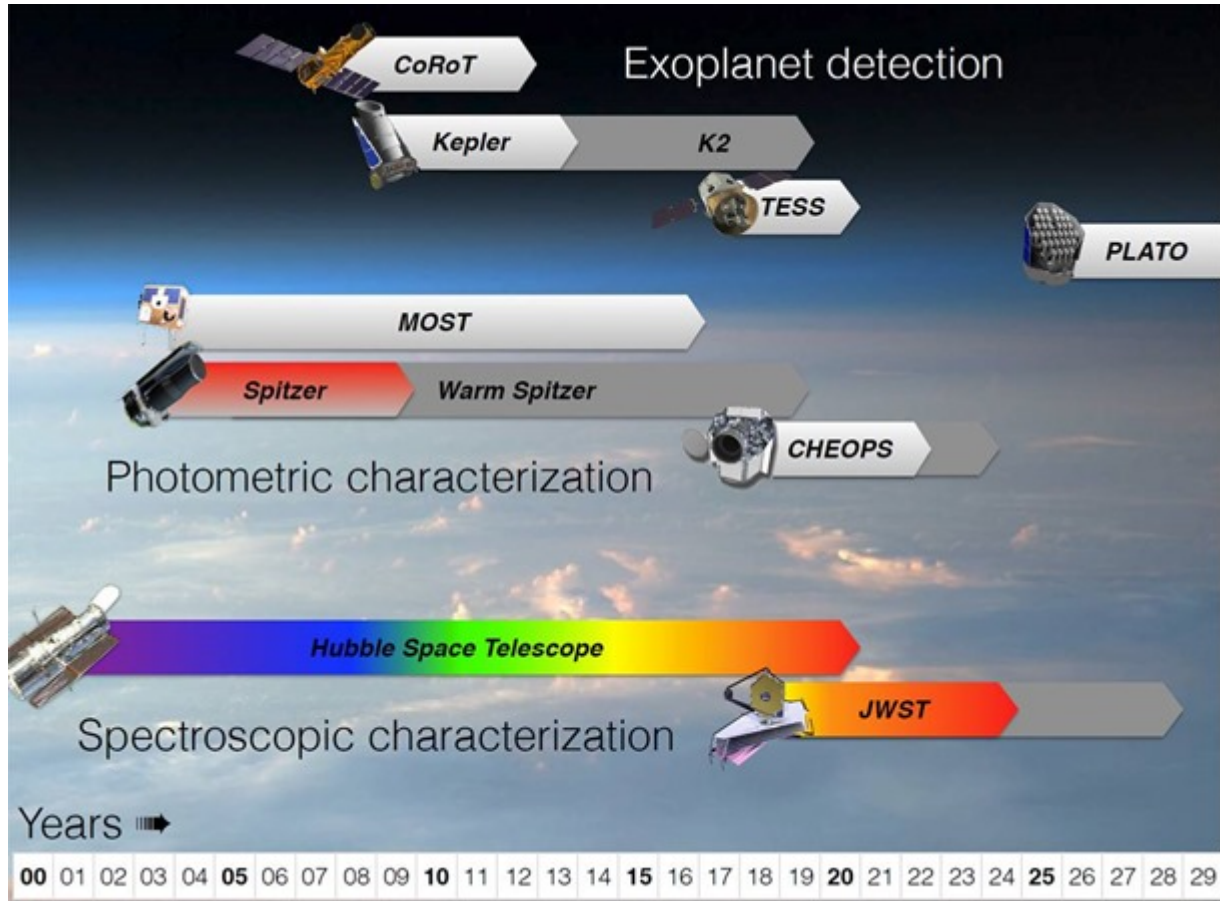 CoRoT
Exoplanet detection
Kepler
K2
TESS
PLATO
MOST
Spitzer
Warm Spitzer
CHEOPS
Photometric characterization
Hubble Space Telescope
JWST
Spectroscopic characterization
Years
00 01 02 03 04 05 06 07 08 09 10 11 12 13 14 15 16 17 18 19 20 21 22 23 24 25 26 27 28 29